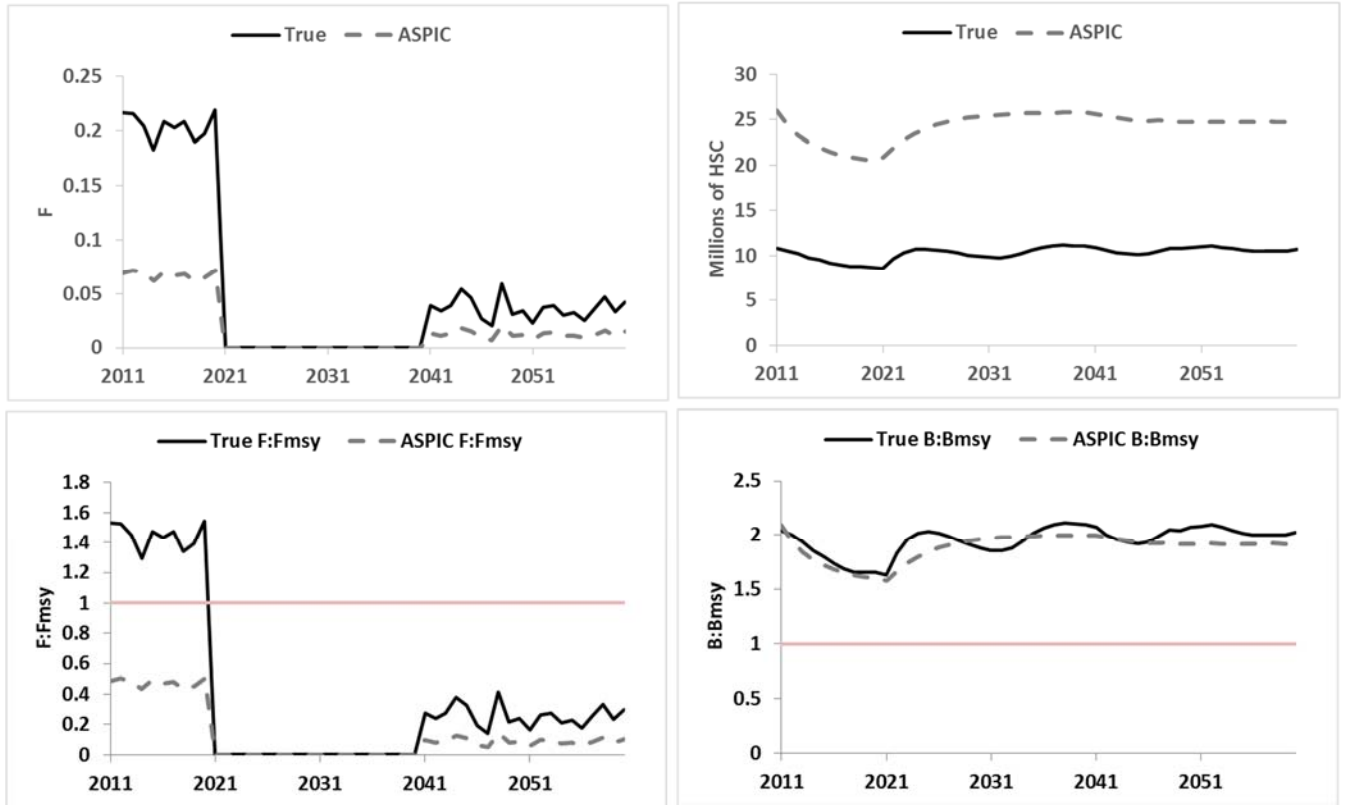 True ASPIC
0.25
0.2
0.15
0.1
0.05
0
F
2011 2021 2031 2041 2051
True ASPIC
30
25
20
15
10
5
0
Millions of HSC
2011 2021 2031 2041 2051
True F:Fmsy ASPIC F:Fmsy
1.8
1.6
1.4
1.2
1
0.8
0.6
0.4
0.2
0
F:Fmsy
2011 2021 2031 2041 2051
True B:Bmsy ASPIC B:Bmsy
2.5
2
1.5
1
0.5
0
B:Bmsy
2011 2021 2031 2041 2051